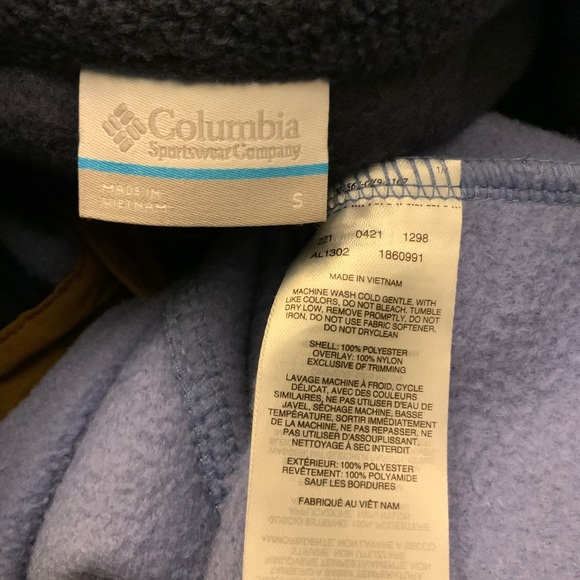 Columbia
Sportswear Company
MADE IN
VIETNAM
S
0421 1298
AL1302 1860991
MADE IN VIETNAM
MACHINE WASH COLD GENTLE, WITH
LIKE COLORS, DO NOT BLEACH. TUMBLE
DRY LOW, REMOVE PROMPTLY. DO NOT
IRON, DO NOT USE FABRIC SOFTENER.
DO NOT DRYCLEAN
SHELL: 100% POLYESTER
OVERLAY: 100% NYLON
EXCLUSIVE OF TRIMMING
LAVAGE MACHINE À FROID, CYCLE
DÉLICAT, AVEC DES COULEURS
SIMILAIRES, NE PAS UTILISER D'EAU DE
JAVEL, SÉCHAGE MACHINE, BASSE
TEMPÉRATURE, SORTIR IMMÉDIATEMENT
DE LA MACHINE, NE PAS REPASSER, NE
PAS UTILISER D'ASSOUPLISSANT.
NETTOYAGE À SEC INTERDIT
EXTÉRIEUR: 100% POLYESTER
REVÊTEMENT: 100% POLYAMIDE
SAUF LES BORDURES
FABRIQUÉ AU VIÊT NAM